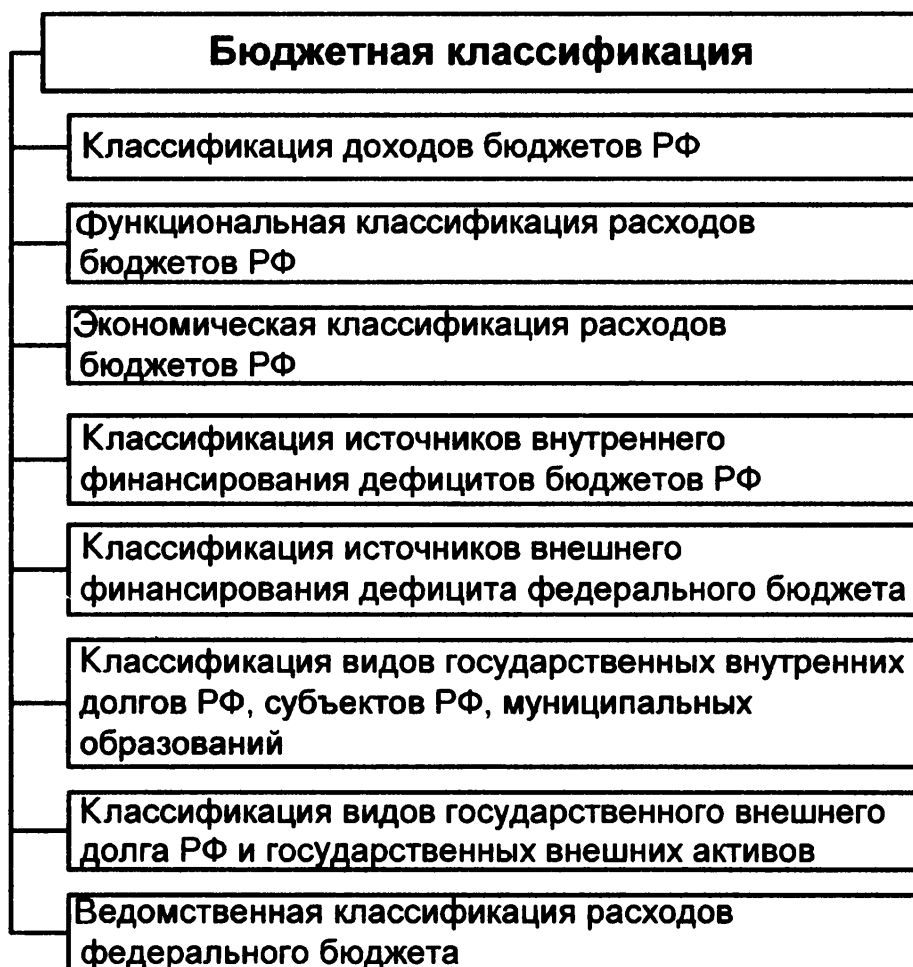 Бюджетная классификация
Классификация доходов бюджетов РФ
Функциональная классификация расходов
бюджетов РФ
Экономическая классификация расходов
бюджетов РФ
Классификация источников внутреннего
финансирования дефицитов бюджетов РФ
Классификация источников внешнего
финансирования дефицита федерального бюджета
Классификация видов государственных внутренних
долгов РФ, субъектов РФ, муниципальных
образований
Классификация видов государственного внешнего
долга РФ и государственных внешних активов
Ведомственная классификация расходов
федерального бюджета